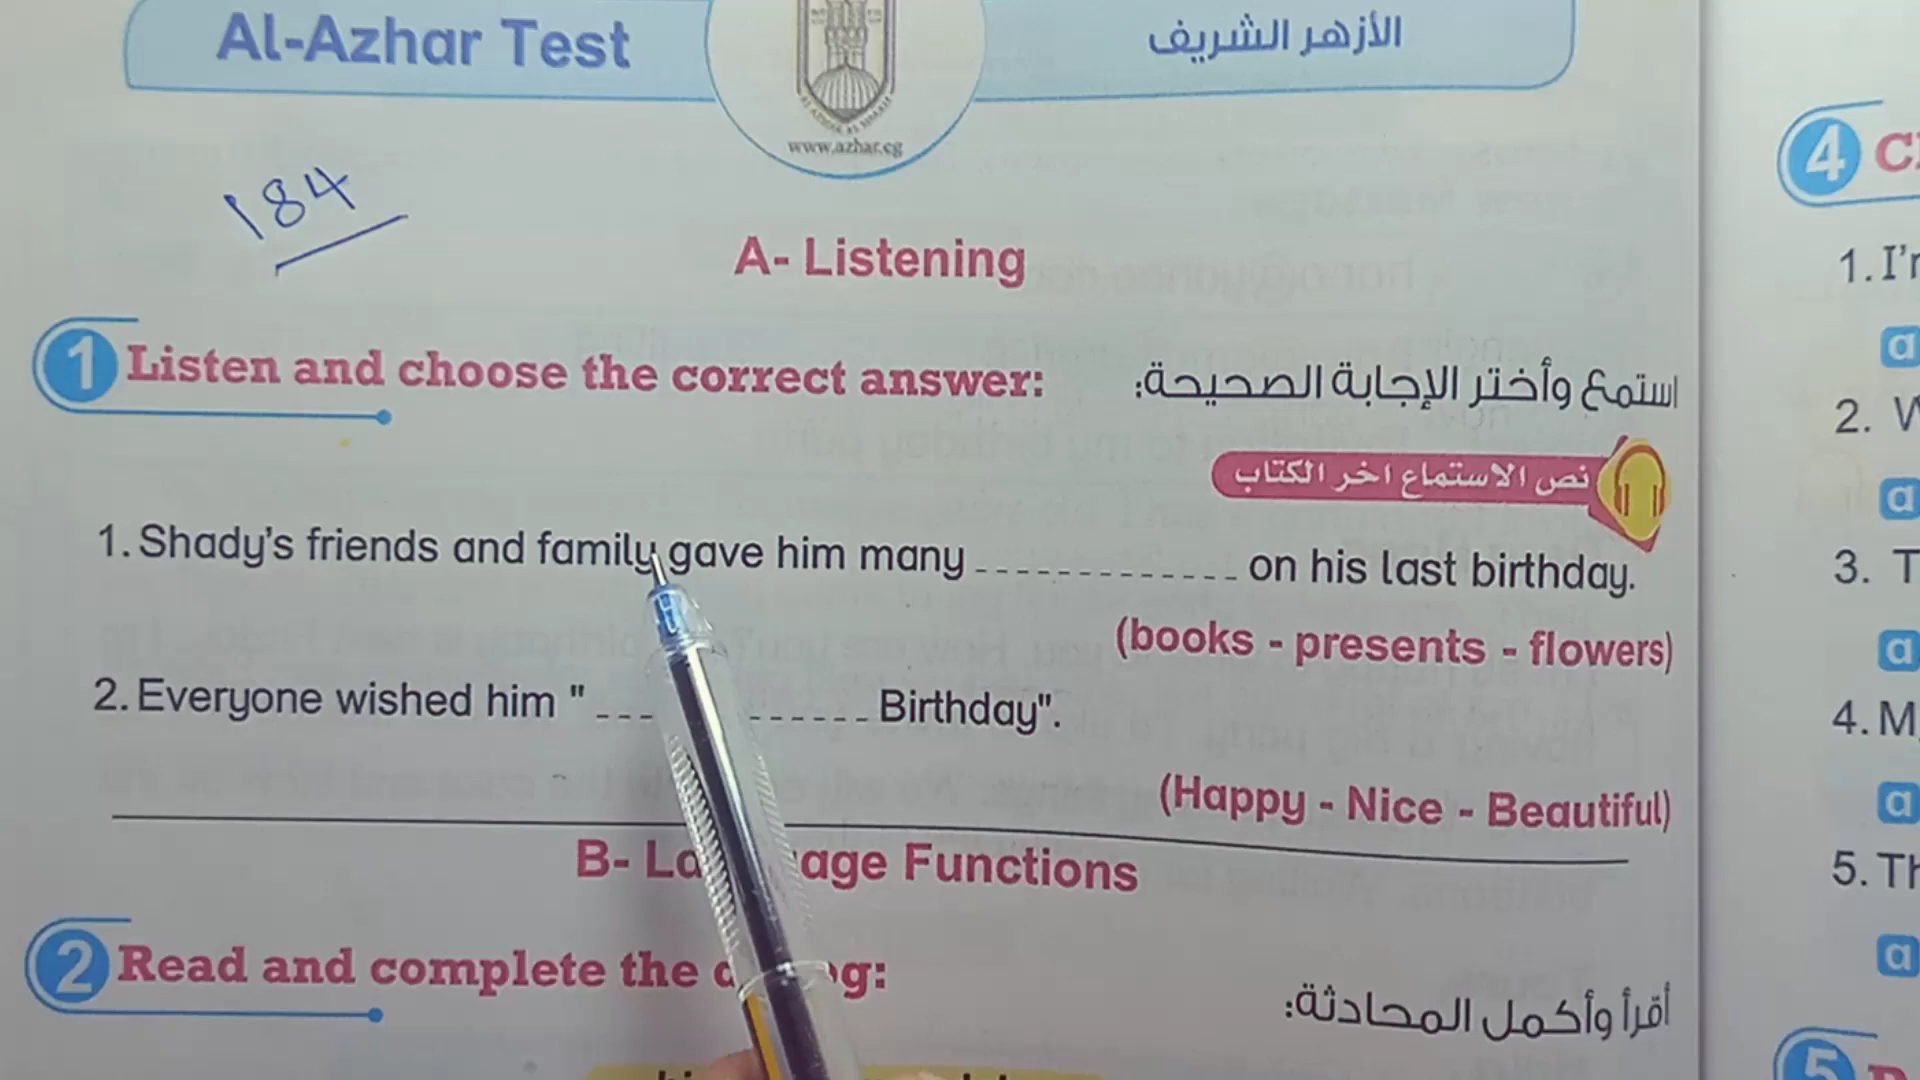 Al-Azhar Test
الأزهر الشريف
www.azhar.eg
184
A- Listening
1 Listen and choose the correct answer:
استمع وأختر الإجابة الصحيحة:
نص الاستماع اخر الكتاب
1. Shady's friends and family gave him many ------------- on his last birthday.
(books - presents - flowers)
2. Everyone wished him "--- ------ Birthday".
(Happy - Nice - Beautiful)
B- La age Functions
2 Read and complete the
أقرأ وأكمل المحادثة:
4
1. I'
a
2.
a
3. T
a
4. M
a
5. Th
a
5